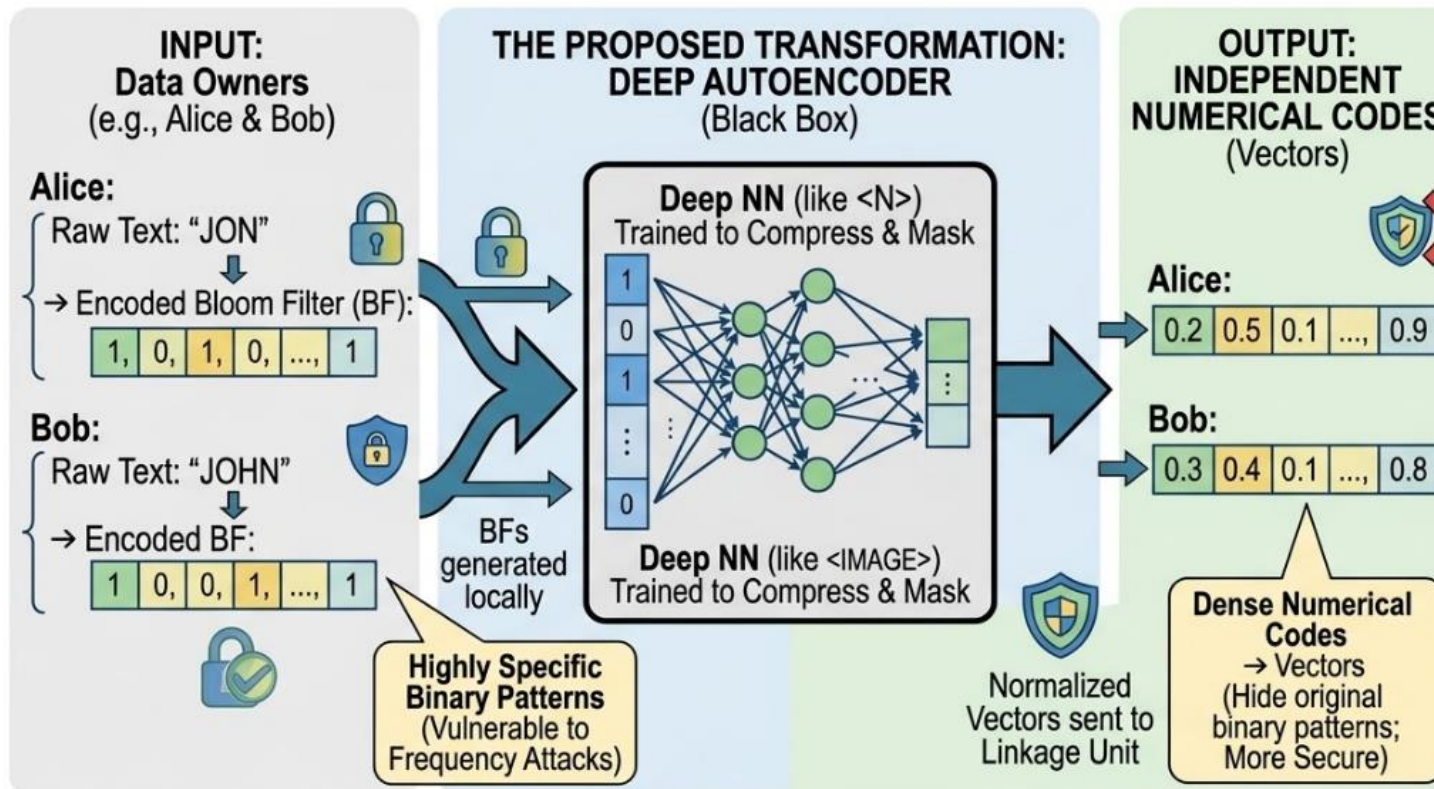 INPUT:
Data Owners
(e.g., Alice & Bob)
Alice:
Raw Text: “JON”
→ Encoded Bloom Filter (BF):
1, 0, 1, 0, ..., 1
Bob:
Raw Text: “JOHN”
→ Encoded BF:
1 0, 0, 1, ..., 1
Highly Specific
Binary Patterns
(Vulnerable to
Frequency Attacks)
THE PROPOSED TRANSFORMATION:
DEEP AUTOENCODER
(Black Box)
BFs
generated
locally
Deep NN (like <N>)
Trained to Compress & Mask
1
0
1
⋮
0
...
⋮
Deep NN (like <IMAGE>)
Trained to Compress & Mask
Normalized
Vectors sent to
Linkage Unit
OUTPUT:
INDEPENDENT
NUMERICAL CODES
(Vectors)
Alice:
0.2 0.5 0.1 ..., 0.9
Bob:
0.3 0.4 0.1 ..., 0.8
Dense Numerical
Codes
→ Vectors
(Hide original
binary patterns;
More Secure)